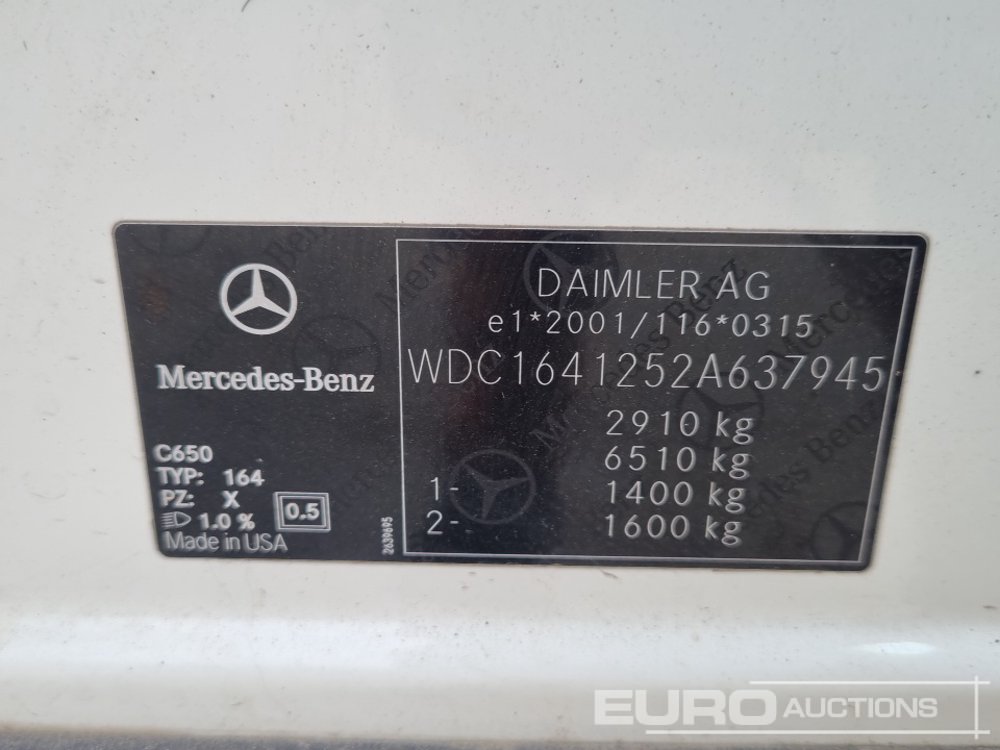 Mercedes-Benz
C650
TYP: 164
PZ: X
1.0 %
0.5
Made in USA
2639695
DAIMLER AG
e1*2001/116*0315
WDC1641252A637945
2910 kg
6510 kg
1- 1400 kg
2- 1600 kg
EURO AUCTIONS